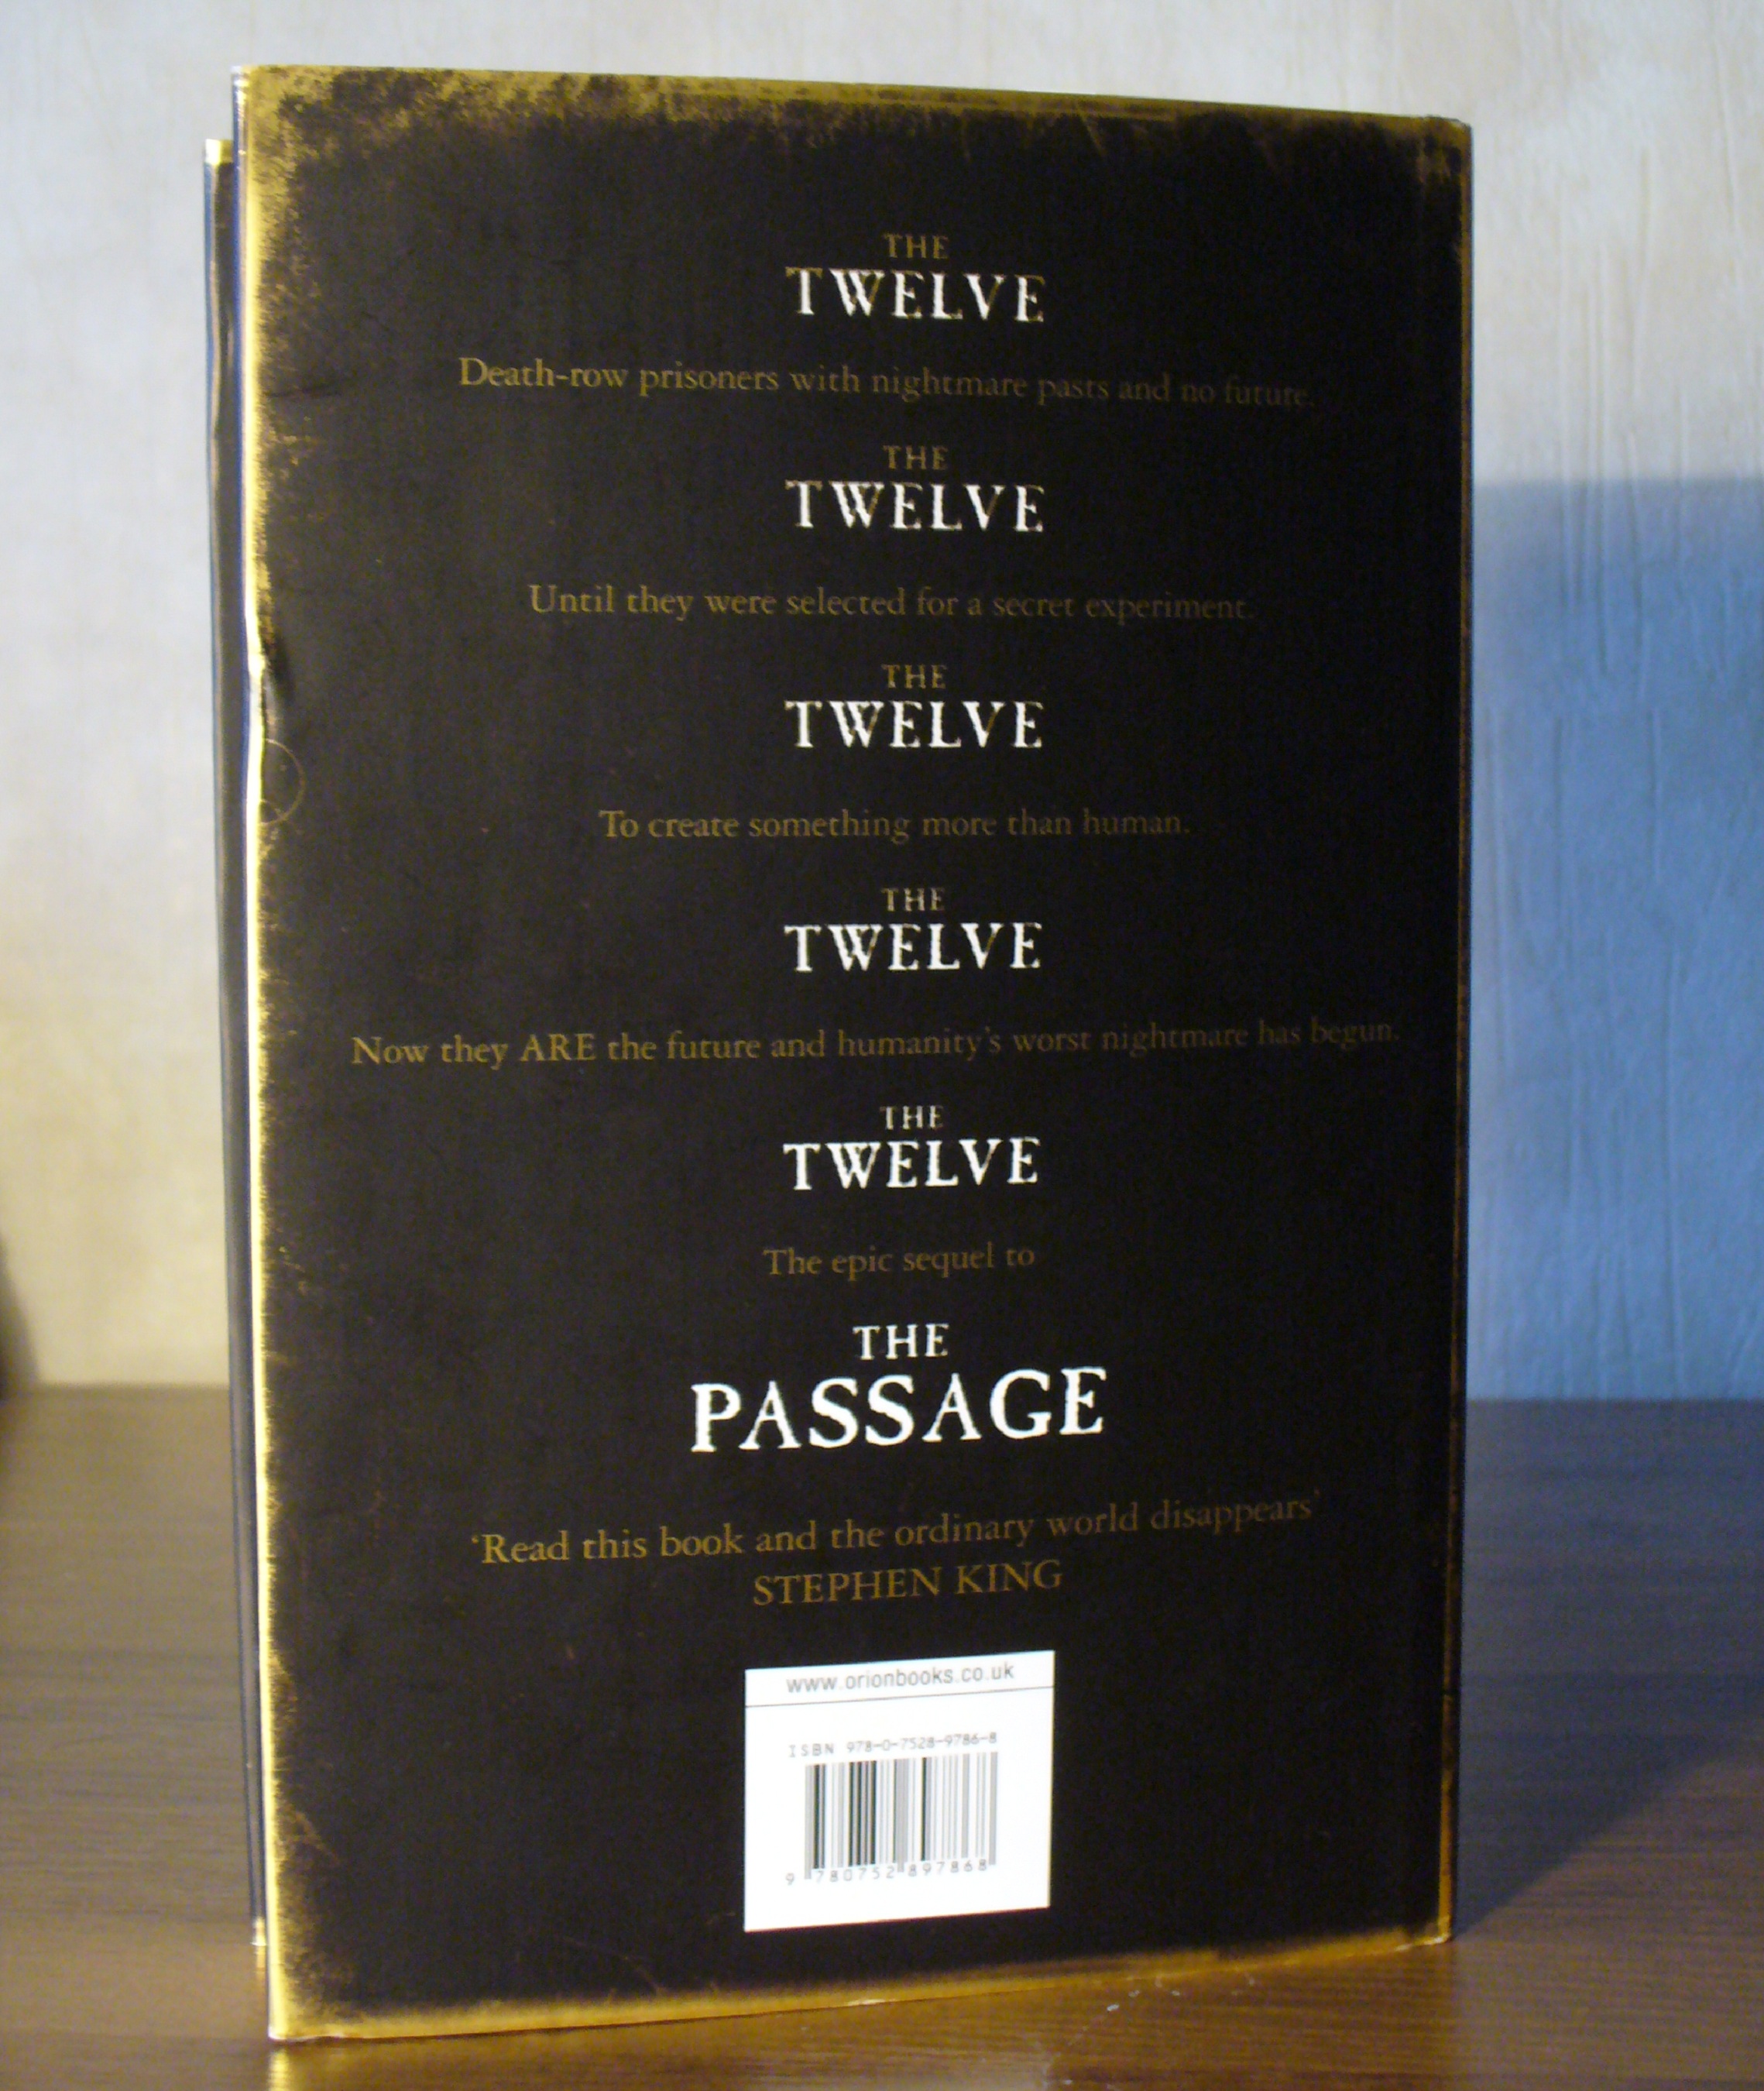 THE
TWELVE
Death-row prisoners with nightmare pasts and no future.
THE
TWELVE
Until they were selected for a secret experiment.
THE
TWELVE
To create something more than human.
THE
TWELVE
Now they ARE the future and humanity's worst nightmare has begun.
THE
TWELVE
The epic sequel to
THE
PASSAGE
'Read this book and the ordinary world disappears'
STEPHEN KING
www.orionbooks.co.uk
ISBN 978-0-7528-9786-8
9 780752 897868